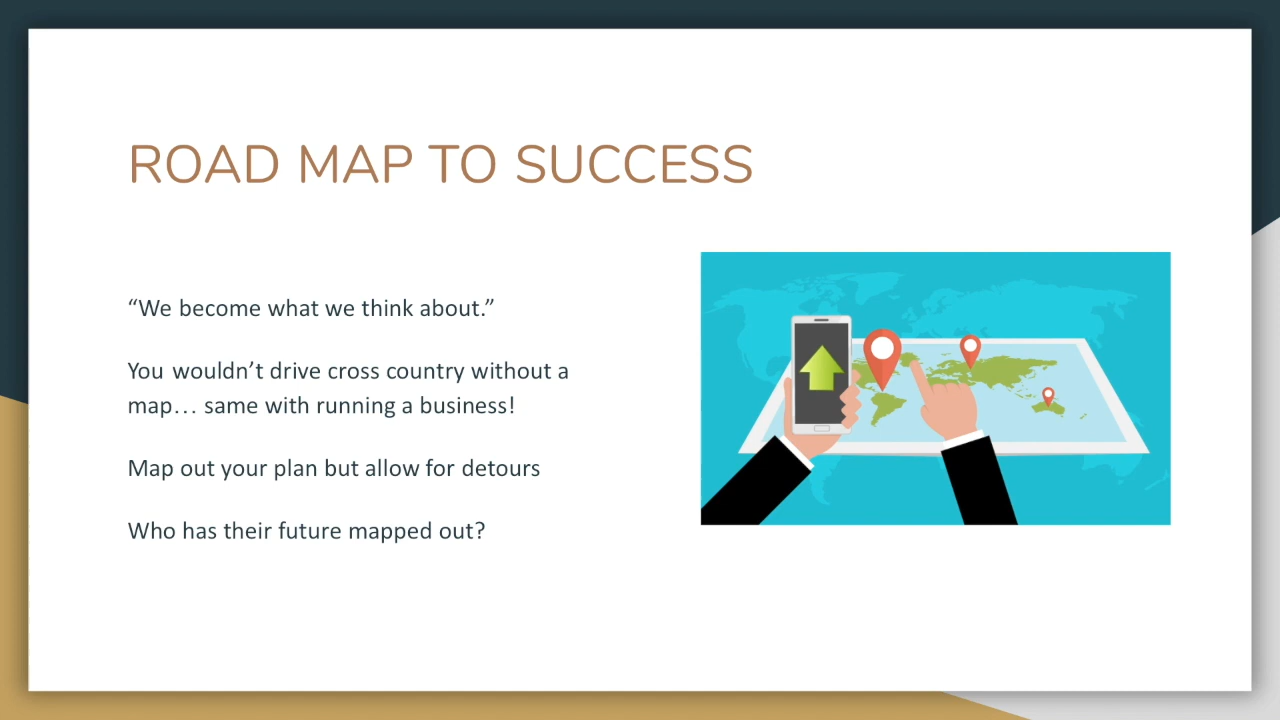 ROAD MAP TO SUCCESS
“We become what we think about.”
You wouldn’t drive cross country without a
map… same with running a business!
Map out your plan but allow for detours
Who has their future mapped out?